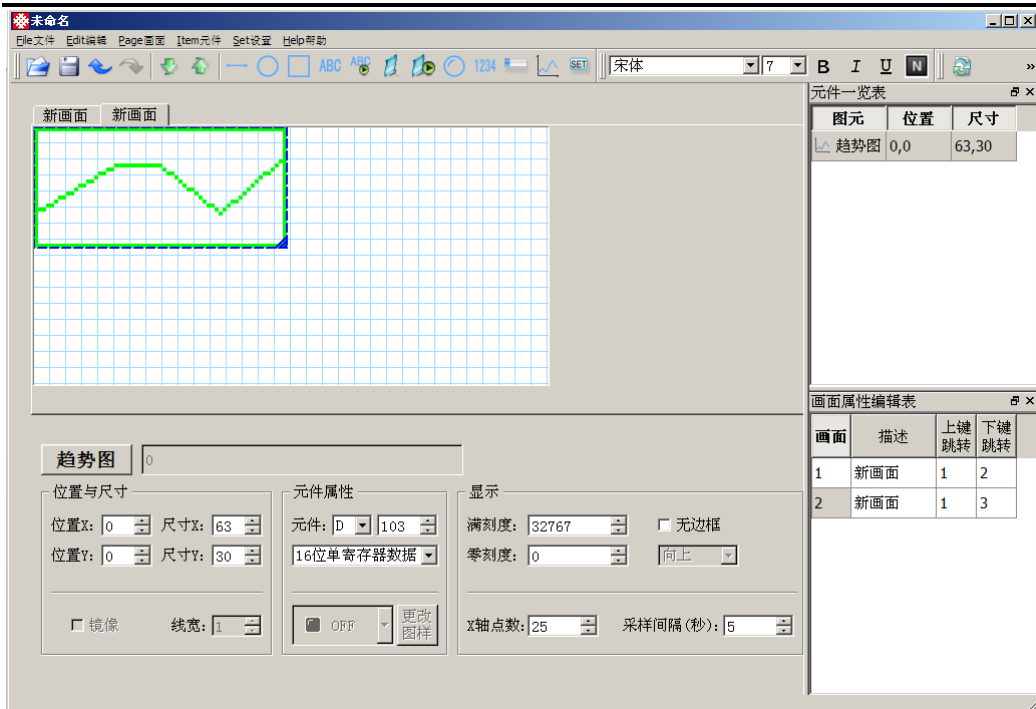 未命名
File文件 Edit编辑 Page画面 Item元件 Set设置 Help帮助
ABC ABC 1234 SET 宋体 7 B I U N »
元件一览表
图元 位置 尺寸
趋势图 0,0 63,30
新画面 新画面
画面属性编辑表
画面 描述 上键跳转 下键跳转
1 新画面 1 2
2 新画面 1 3
趋势图 0
位置与尺寸
位置X: 0 尺寸X: 63
位置Y: 0 尺寸Y: 30
镜像 线宽: 1
元件属性
元件: D 103
16位单寄存器数据
OFF 更改图样
显示
满刻度: 32767 无边框
零刻度: 0 向上
X轴点数: 25 采样间隔(秒): 5